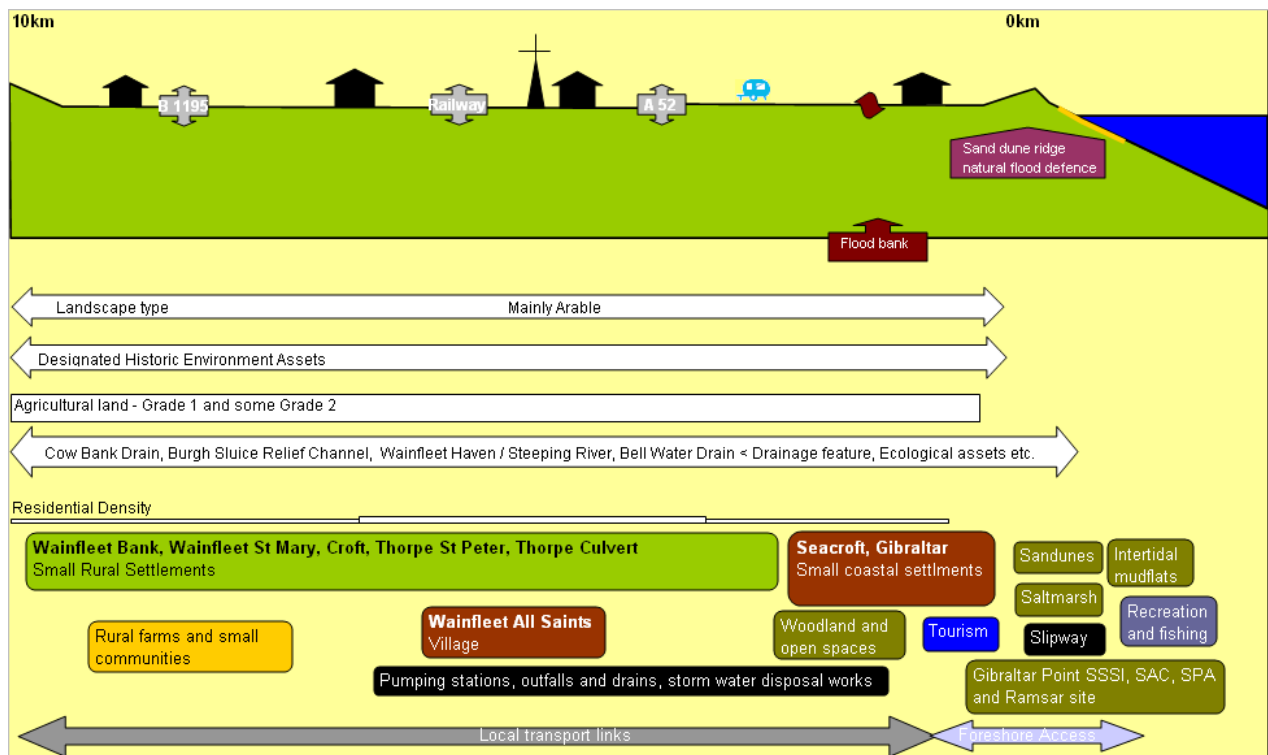 10km
0km
B 1195
Railway
A 52
Sand dune ridge
natural flood defence
Flood bank
Landscape type
Mainly Arable
Designated Historic Environment Assets
Agricultural land - Grade 1 and some Grade 2
Cow Bank Drain, Burgh Sluice Relief Channel, Wainfleet Haven / Steeping River, Bell Water Drain < Drainage feature, Ecological assets etc.
Residential Density
Wainfleet Bank, Wainfleet St Mary, Croft, Thorpe St Peter, Thorpe Culvert
Small Rural Settlements
Seacroft, Gibraltar
Small coastal settlments
Sandunes
Intertidal
mudflats
Saltmarsh
Rural farms and small
communities
Wainfleet All Saints
Village
Woodland and
open spaces
Tourism
Slipway
Recreation
and fishing
Pumping stations, outfalls and drains, storm water disposal works
Gibraltar Point SSSI, SAC, SPA
and Ramsar site
Local transport links
Foreshore Access